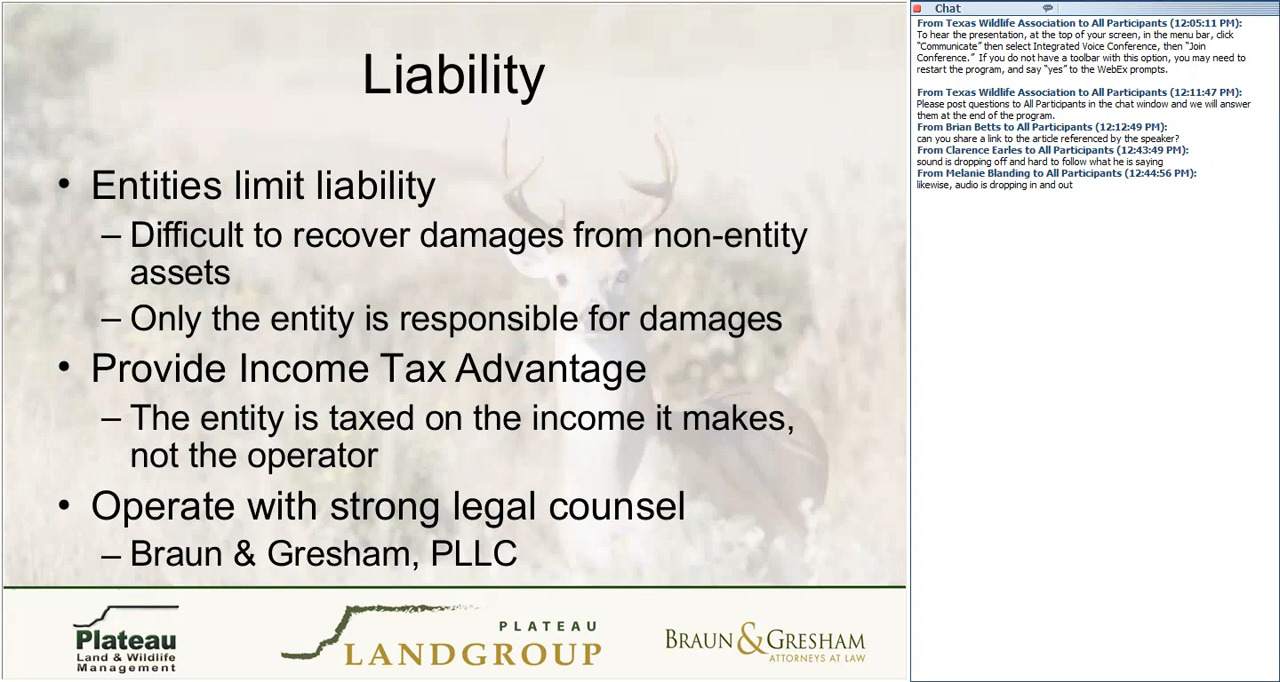 Liability
• Entities limit liability
– Difficult to recover damages from non-entity
assets
– Only the entity is responsible for damages
• Provide Income Tax Advantage
– The entity is taxed on the income it makes,
not the operator
• Operate with strong legal counsel
– Braun & Gresham, PLLC
Plateau
Land & Wildlife
Management
PLATEAU
LANDGROUP
BRAUN & GRESHAM
ATTORNEYS AT LAW
Chat
From Texas Wildlife Association to All Participants (12:05:11 PM):
To hear the presentation, at the top of your screen, in the menu bar, click
“Communicate” then select Integrated Voice Conference, then “Join
Conference.” If you do not have a toolbar with this option, you may need to
restart the program, and say “yes” to the WebEx prompts.
From Texas Wildlife Association to All Participants (12:11:47 PM):
Please post questions to All Participants in the chat window and we will answer
them at the end of the program.
From Brian Betts to All Participants (12:12:49 PM):
can you share a link to the article referenced by the speaker?
From Clarence Earles to All Participants (12:43:49 PM):
sound is dropping off and hard to follow what he is saying
From Melanie Blanding to All Participants (12:44:56 PM):
likewise, audio is dropping in and out